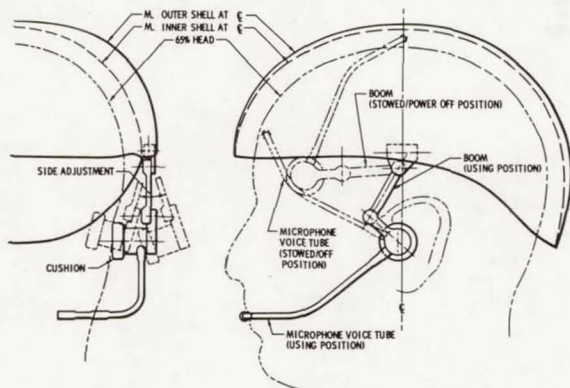 M. OUTER SHELL AT ℄
M. INNER SHELL AT ℄
65% HEAD
BOOM
(STOWED/POWER OFF POSITION)
BOOM
(USING POSITION)
SIDE ADJUSTMENT
MICROPHONE
VOICE TUBE
(STOWED/OFF
POSITION)
CUSHION
℄
MICROPHONE VOICE TUBE
(USING POSITION)